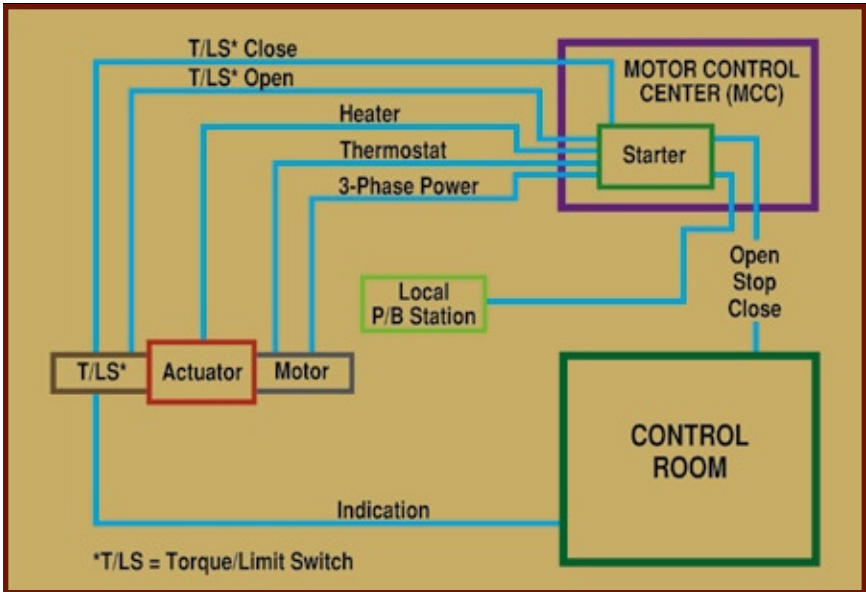 T/LS* Close
T/LS* Open
Heater
Thermostat
3-Phase Power
MOTOR CONTROL
CENTER (MCC)
Starter
Open
Stop
Close
Local
P/B Station
T/LS*
Actuator
Motor
CONTROL
ROOM
Indication
*T/LS = Torque/Limit Switch